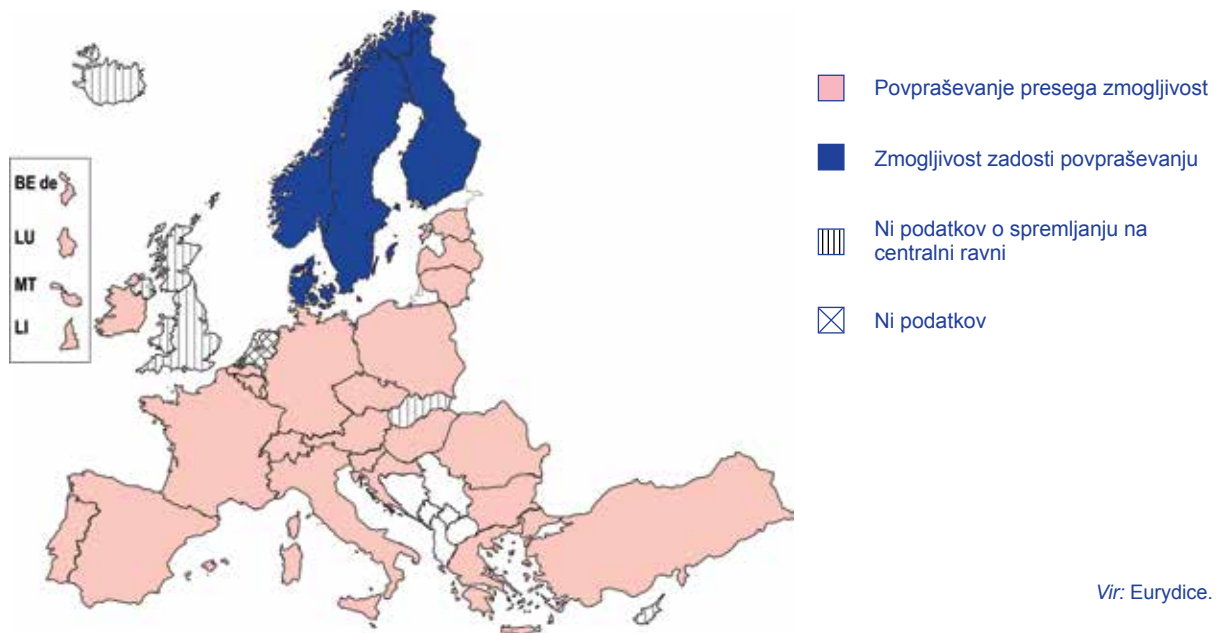 BE de
LU
MT
LI
Povpraševanje presega zmogljivost
Zmogljivost zadosti povpraševanju
Ni podatkov o spremljanju na
centralni ravni
Ni podatkov
Vir: Eurydice.